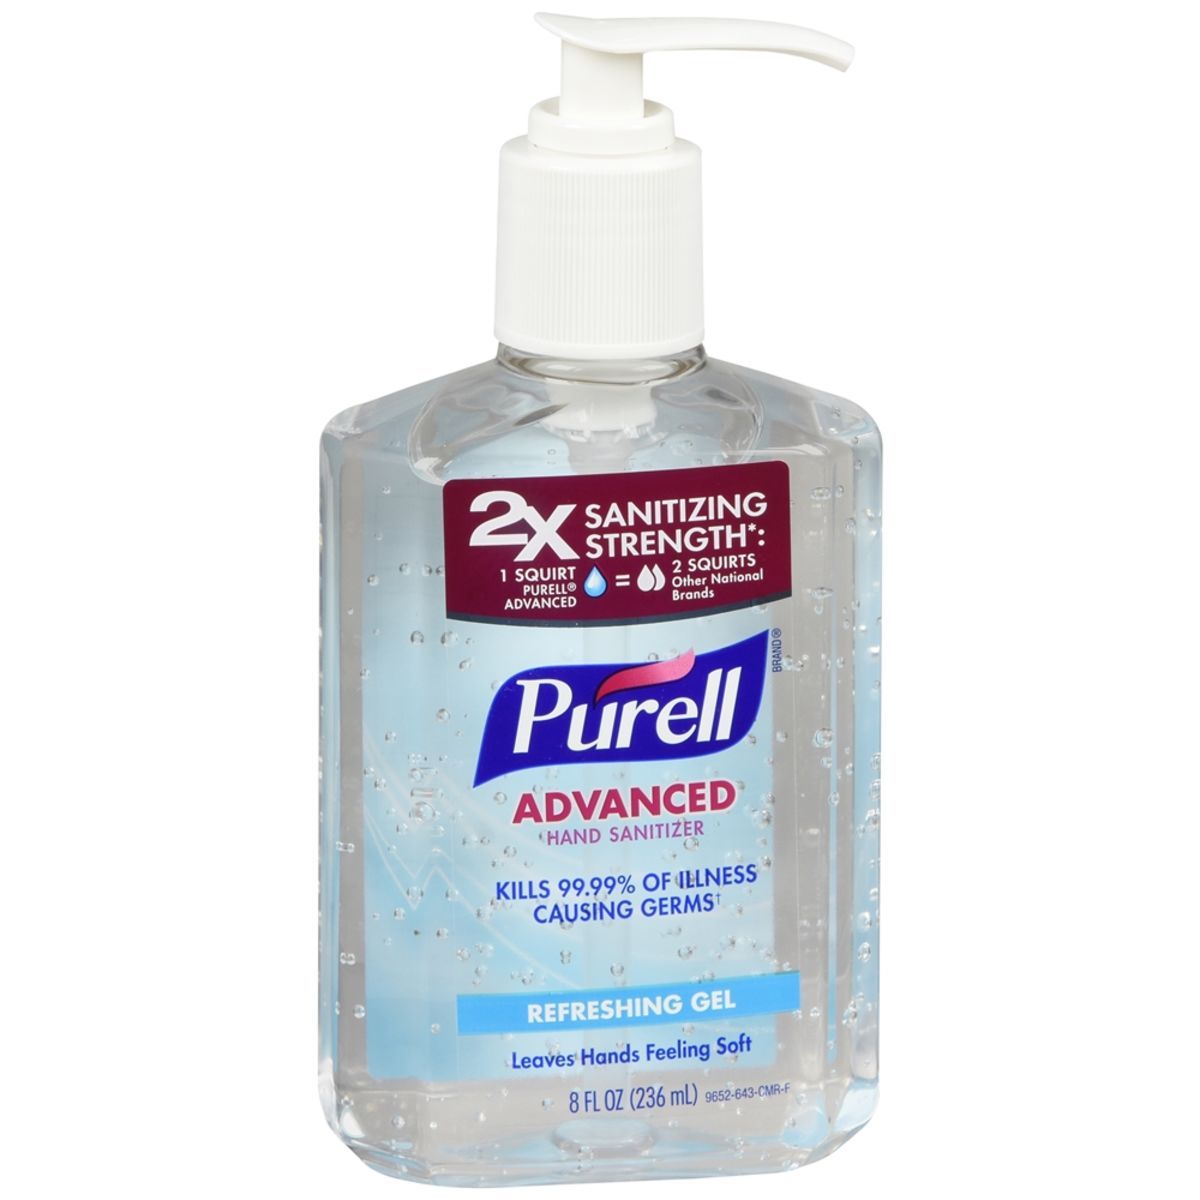 2X SANITIZING
STRENGTH*:
1 SQUIRT
PURELL®
ADVANCED
=
2 SQUIRTS
Other National
Brands
Purell
BRAND®
ADVANCED
HAND SANITIZER
KILLS 99.99% OF ILLNESS
CAUSING GERMS†
REFRESHING GEL
Leaves Hands Feeling Soft
8 FL OZ (236 mL) 9652-643-CMR-F